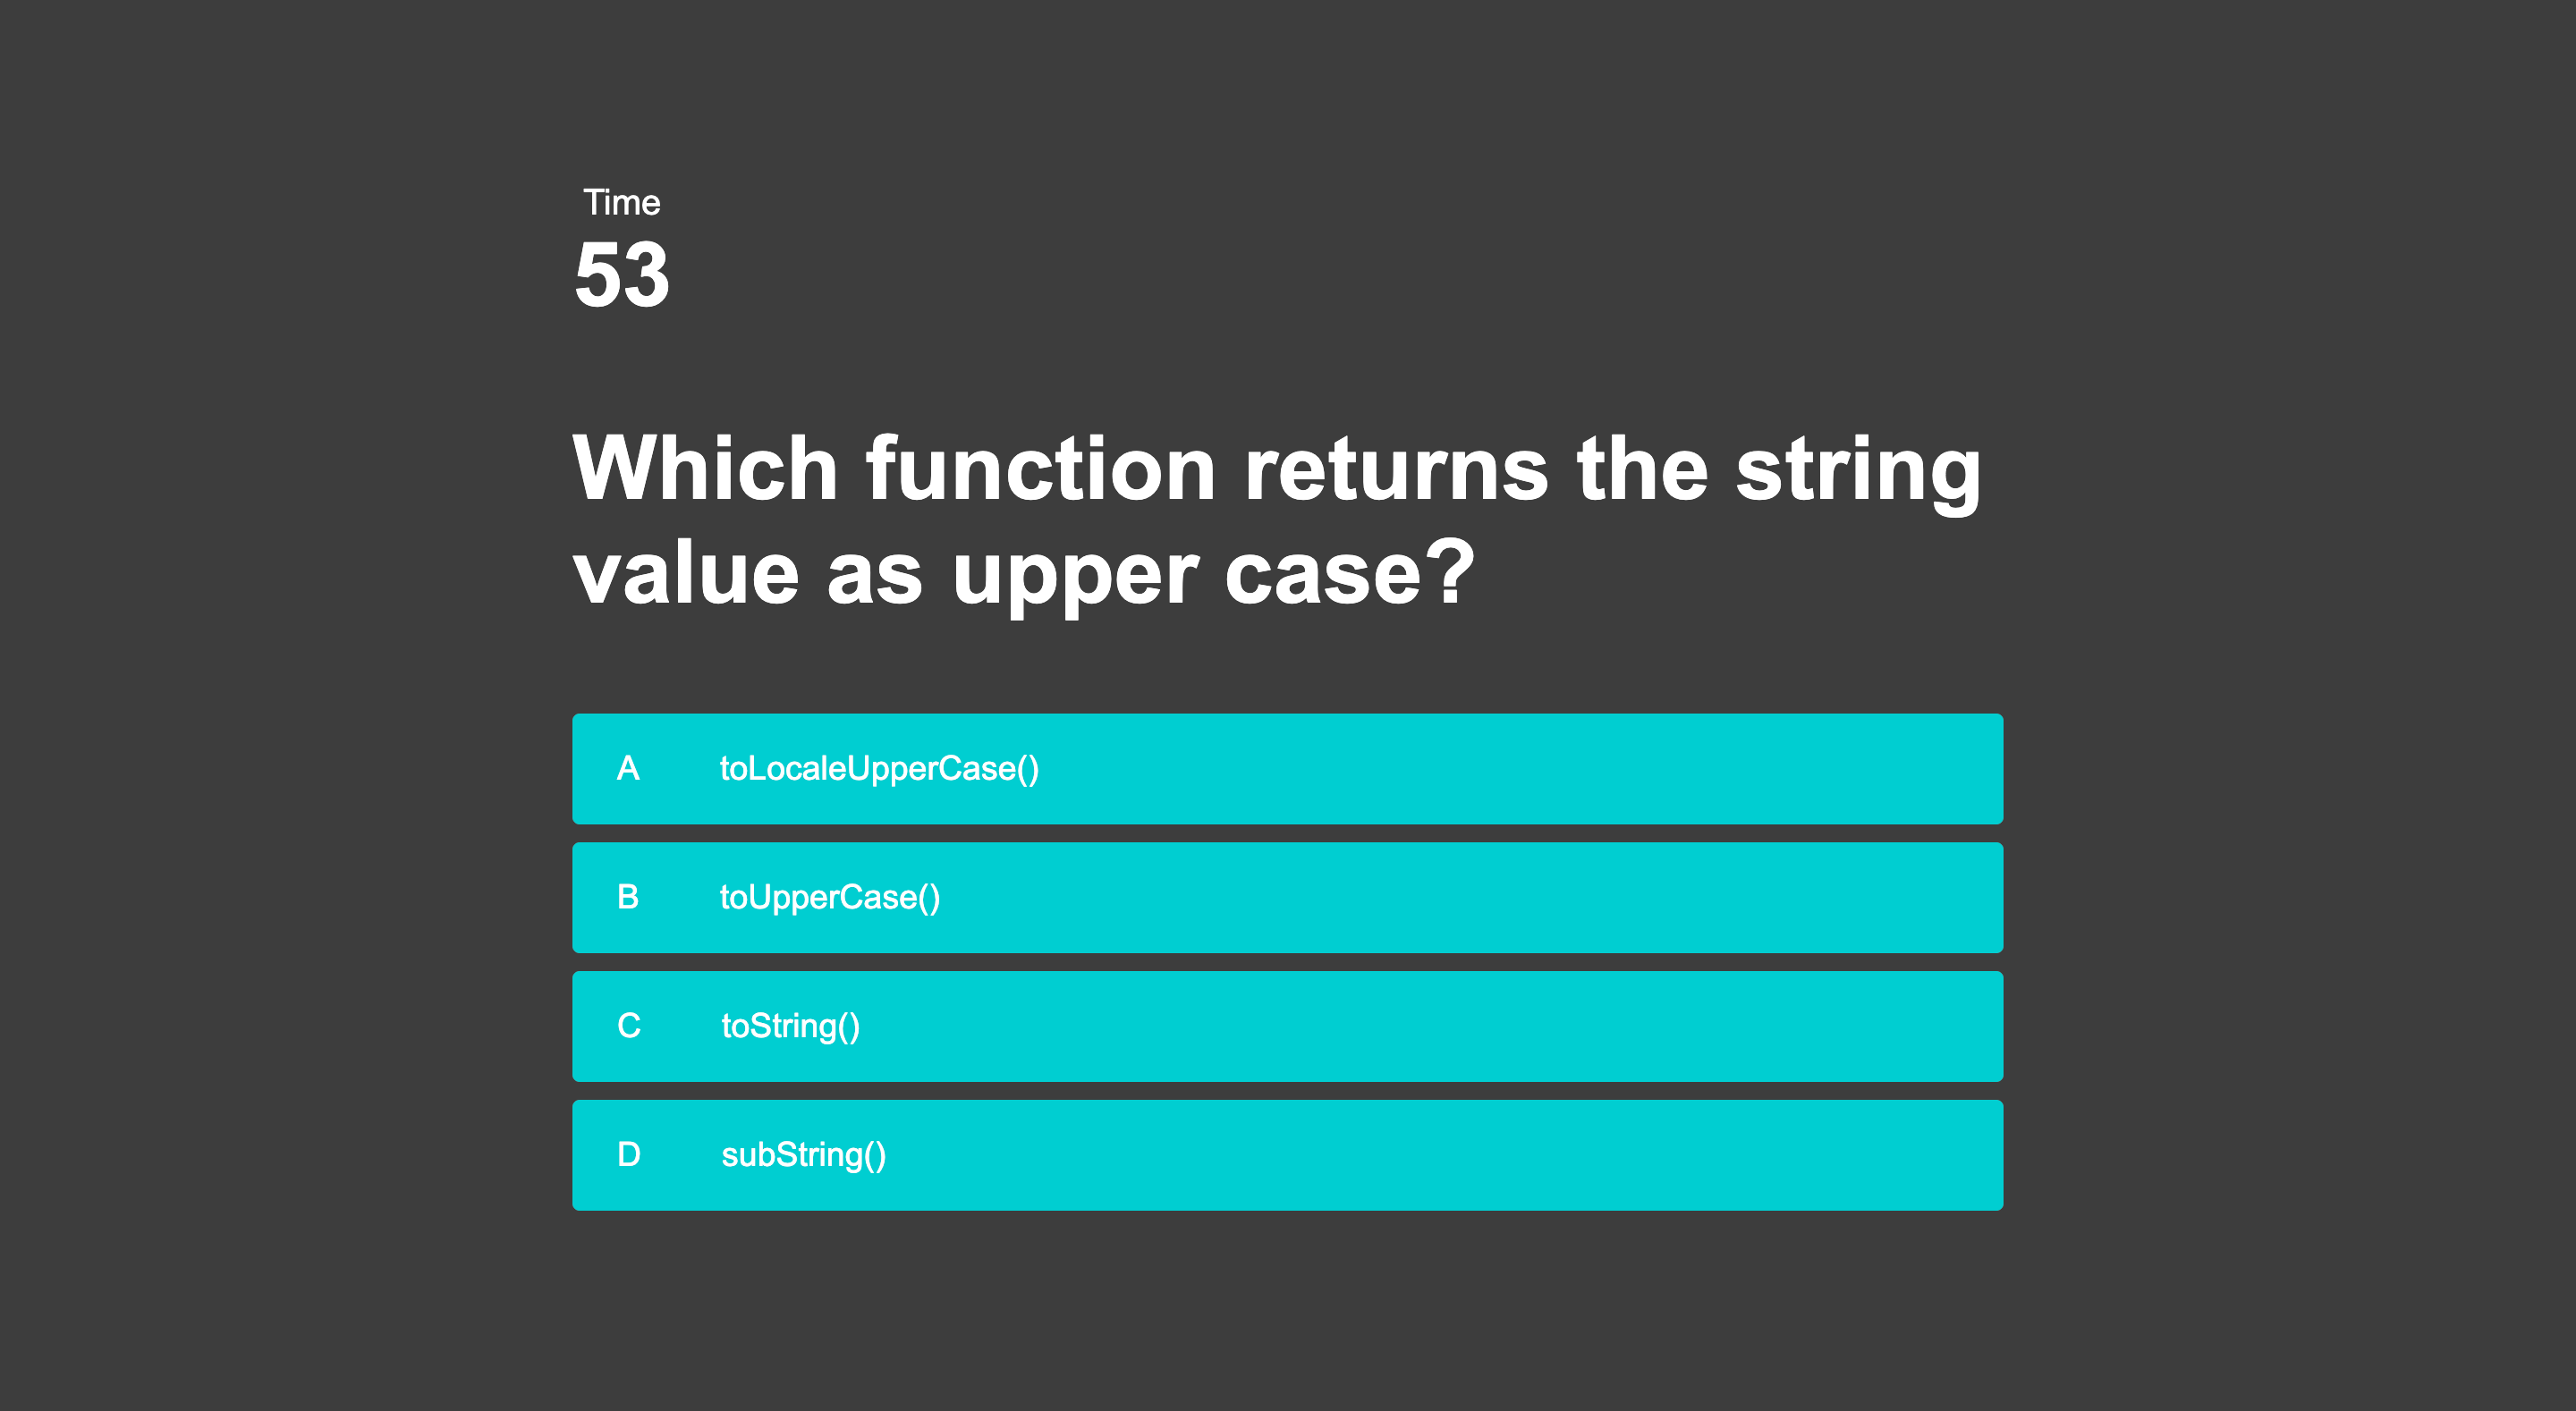 Time
53
Which function returns the string
value as upper case?
A toLocaleUpperCase()
B toUpperCase()
C toString()
D subString()